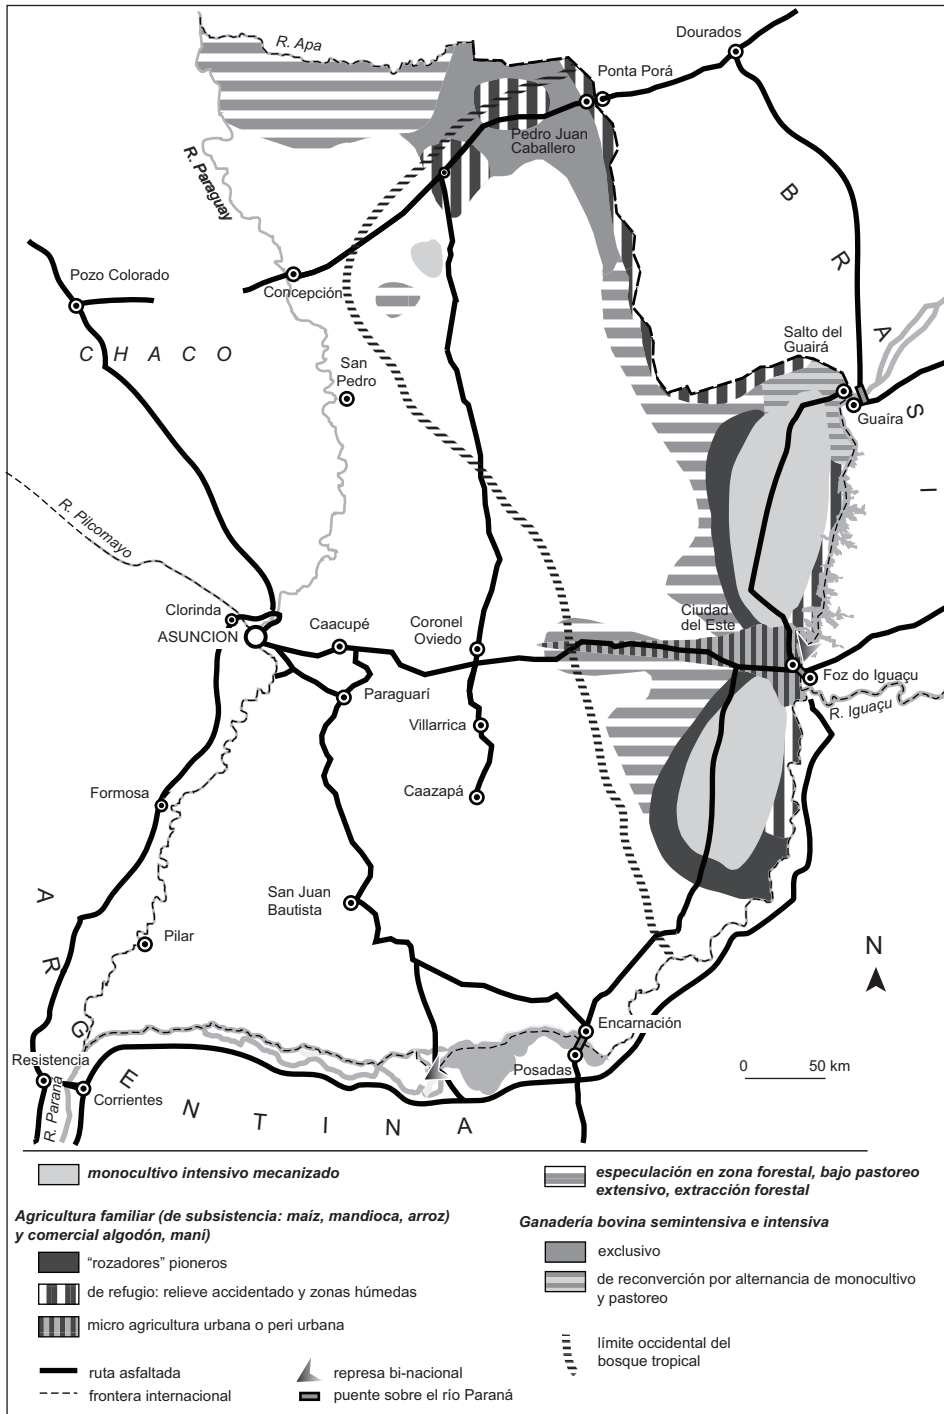 Dourados
R. Apa
Ponta Porá
Pedro Juan
Caballero
R. Paraguay
B R A S I
Pozo Colorado
Concepción
C H A C O
Salto del
Guairá
San
Pedro
Guaíra
R. Pilcomayo
Clorinda
ASUNCION
Caacupé
Coronel
Oviedo
Ciudad
del Este
Foz do Iguaçu
Paraguarí
R. Iguaçu
Villarrica
Formosa
Caazapá
San Juan
Bautista
Pilar
N
Encarnación
Posadas
0 50 km
Resistencia
Corrientes
R. Paraná
A R G E N T I N A
monocultivo intensivo mecanizado
Agricultura familiar (de subsistencia: maíz, mandioca, arroz)
y comercial algodón, maní)
“rozadores” pioneros
de refugio: relieve accidentado y zonas húmedas
micro agricultura urbana o peri urbana
ruta asfaltada
frontera internacional
represa bi-nacional
puente sobre el río Paraná
especulación en zona forestal, bajo pastoreo
extensivo, extracción forestal
Ganadería bovina semintensiva e intensiva
exclusivo
de reconverción por alternancia de monocultivo
y pastoreo
límite occidental del
bosque tropical